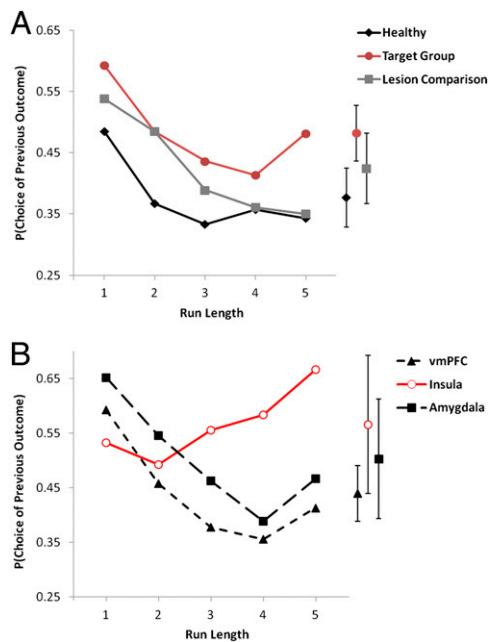 A
0.65
0.55
0.45
0.35
0.25
P(Choice of Previous Outcome)
1 2 3 4 5
Run Length
Healthy
Target Group
Lesion Comparison
B
0.65
0.55
0.45
0.35
0.25
P(Choice of Previous Outcome)
1 2 3 4 5
Run Length
vmPFC
Insula
Amygdala